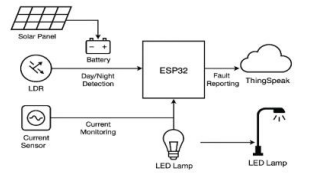 Solar Panel
Battery
LDR
Day/Night
Detection
ESP32
Fault
Reporting
ThingSpeak
Current
Sensor
Current
Monitoring
LED Lamp
LED Lamp